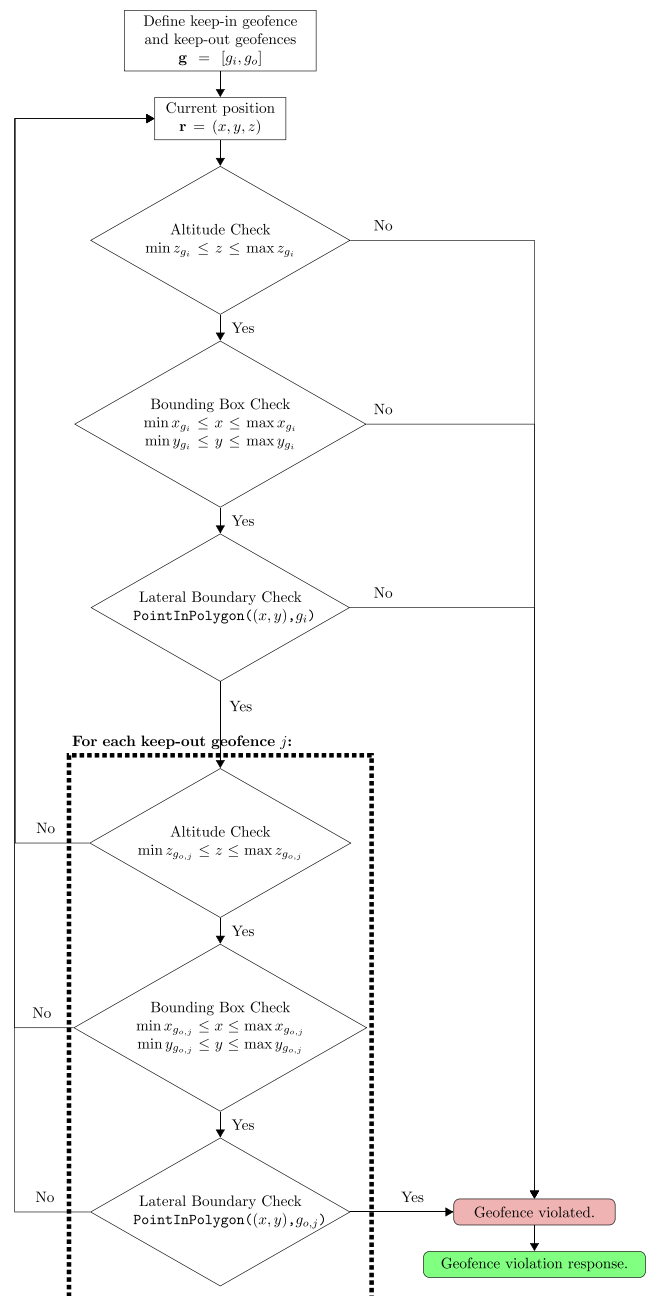 Define keep-in geofence
and keep-out geofences
g = [g_i, g_o]
Current position
r = (x, y, z)
Altitude Check
min z_{g_i} ≤ z ≤ max z_{g_i}
No
Yes
Bounding Box Check
min x_{g_i} ≤ x ≤ max x_{g_i}
min y_{g_i} ≤ y ≤ max y_{g_i}
No
Yes
Lateral Boundary Check
PointInPolygon((x, y),g_i)
No
Yes
For each keep-out geofence j:
Altitude Check
min z_{g_{o,j}} ≤ z ≤ max z_{g_{o,j}}
No
Yes
Bounding Box Check
min x_{g_{o,j}} ≤ x ≤ max x_{g_{o,j}}
min y_{g_{o,j}} ≤ y ≤ max y_{g_{o,j}}
No
Yes
Lateral Boundary Check
PointInPolygon((x, y),g_{o,j})
No
Yes
Geofence violated.
Geofence violation response.